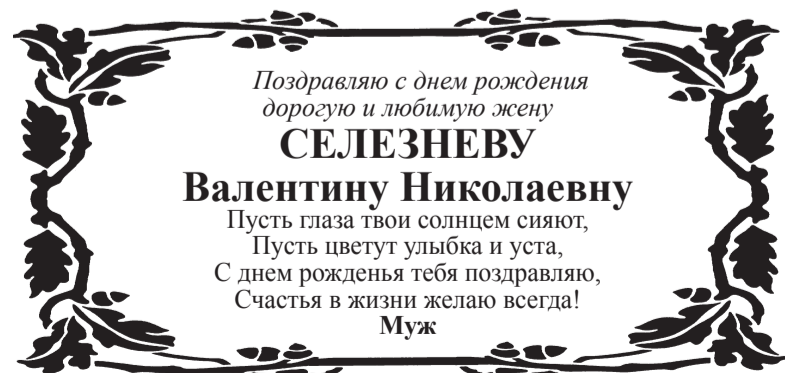 Поздравляю с днем рождения
дорогую и любимую жену
СЕЛЕЗНЕВУ
Валентину Николаевну
Пусть глаза твои солнцем сияют,
Пусть цветут улыбка и уста,
С днем рожденья тебя поздравляю,
Счастья в жизни желаю всегда!
Муж